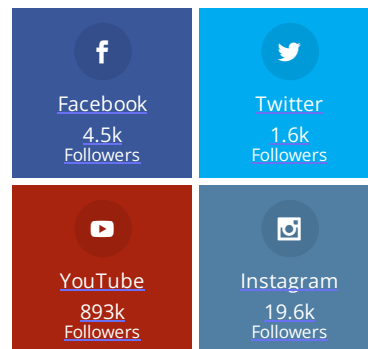 Facebook
4.5k
Followers
Twitter
1.6k
Followers
YouTube
893k
Followers
Instagram
19.6k
Followers